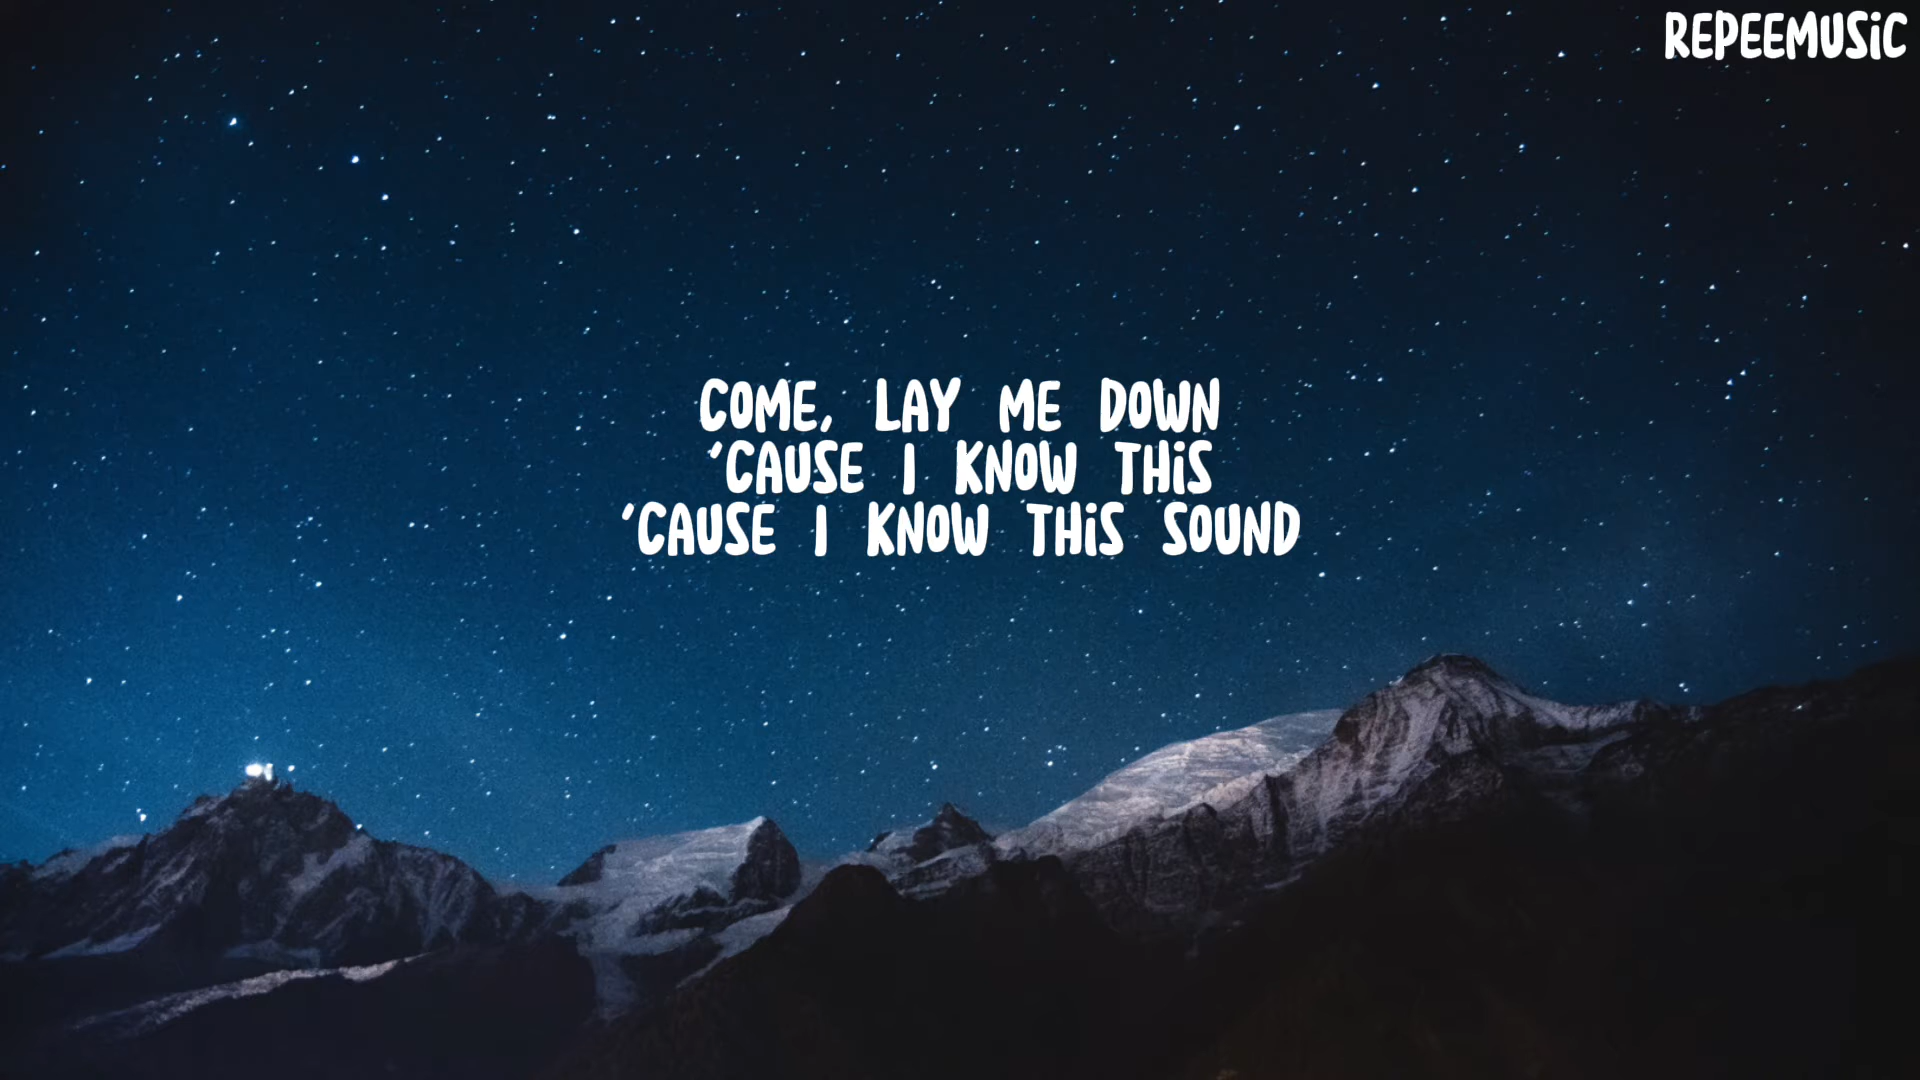 REPEEMUSiC
COME, LAY ME DOWN
'CAUSE I KNOW THiS
'CAUSE I KNOW THiS SOUND